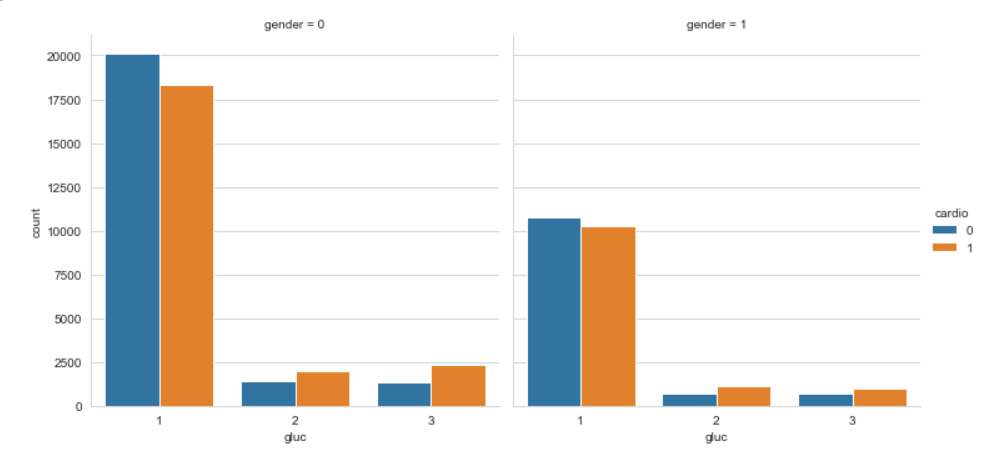 gender = 0
gender = 1
20000
17500
15000
12500
10000
7500
5000
2500
0
count
1 2 3
gluc
1 2 3
gluc
cardio
0
1